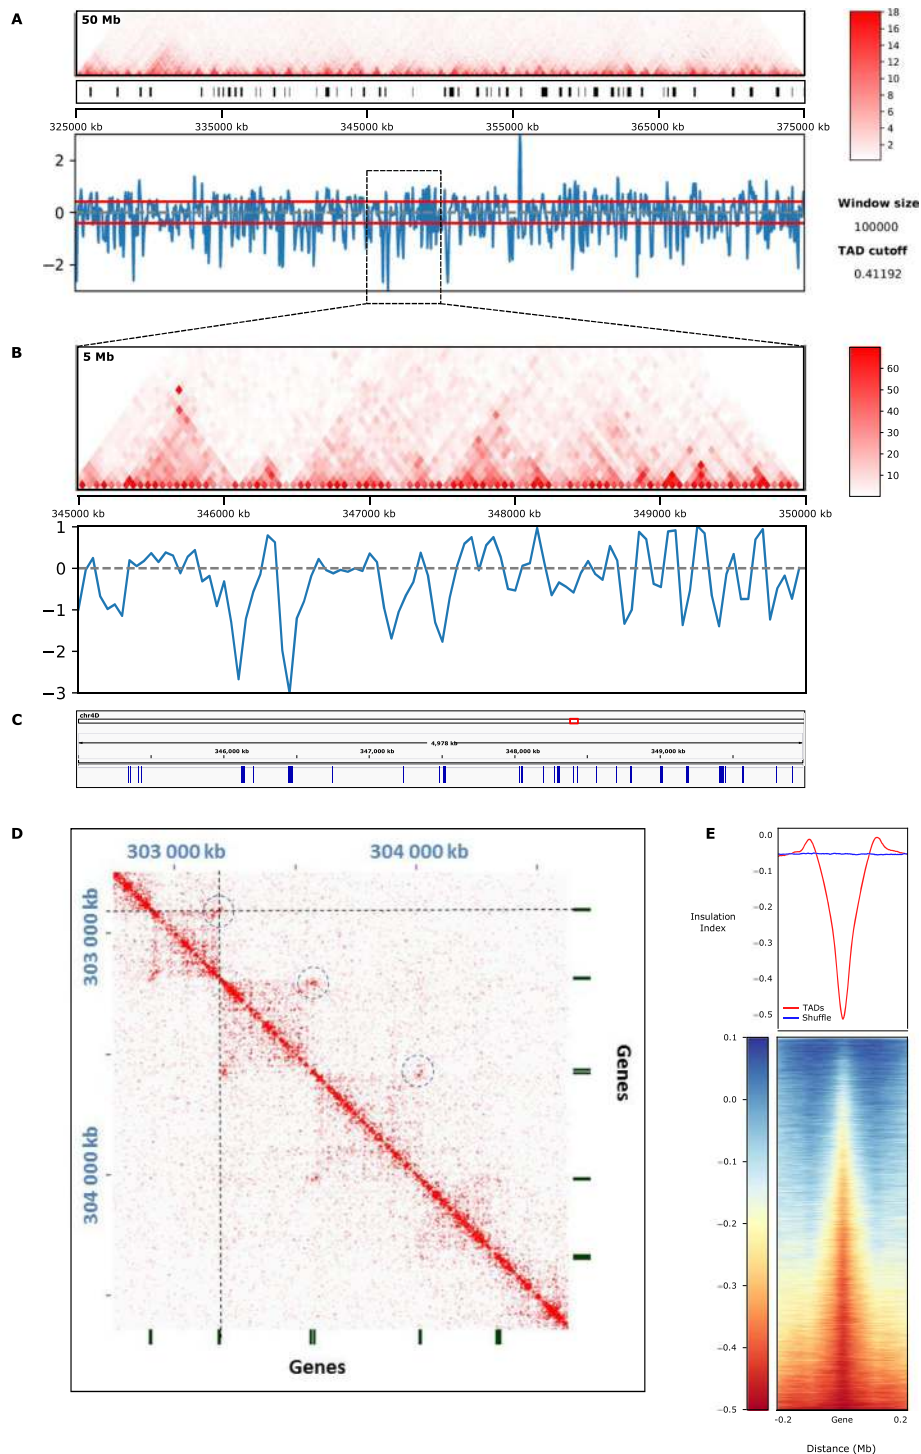 A
50 Mb
18
16
14
12
10
8
6
4
2
325000 kb
335000 kb
345000 kb
355000 kb
365000 kb
375000 kb
2
0
−2
Window size
100000
TAD cutoff
0.41192
B
5 Mb
60
50
40
30
20
10
345000 kb
346000 kb
347000 kb
348000 kb
349000 kb
350000 kb
1
0
−1
−2
−3
C
chr4D
4,978 kb
346,000 kb
347,000 kb
348,000 kb
349,000 kb
D
303 000 kb
304 000 kb
303 000 kb
304 000 kb
Genes
Genes
E
0.0
−0.1
−0.2
−0.3
−0.4
−0.5
Insulation
Index
TADs
Shuffle
0.1
0.0
−0.1
−0.2
−0.3
−0.4
−0.5
-0.2
Gene
0.2
Distance (Mb)